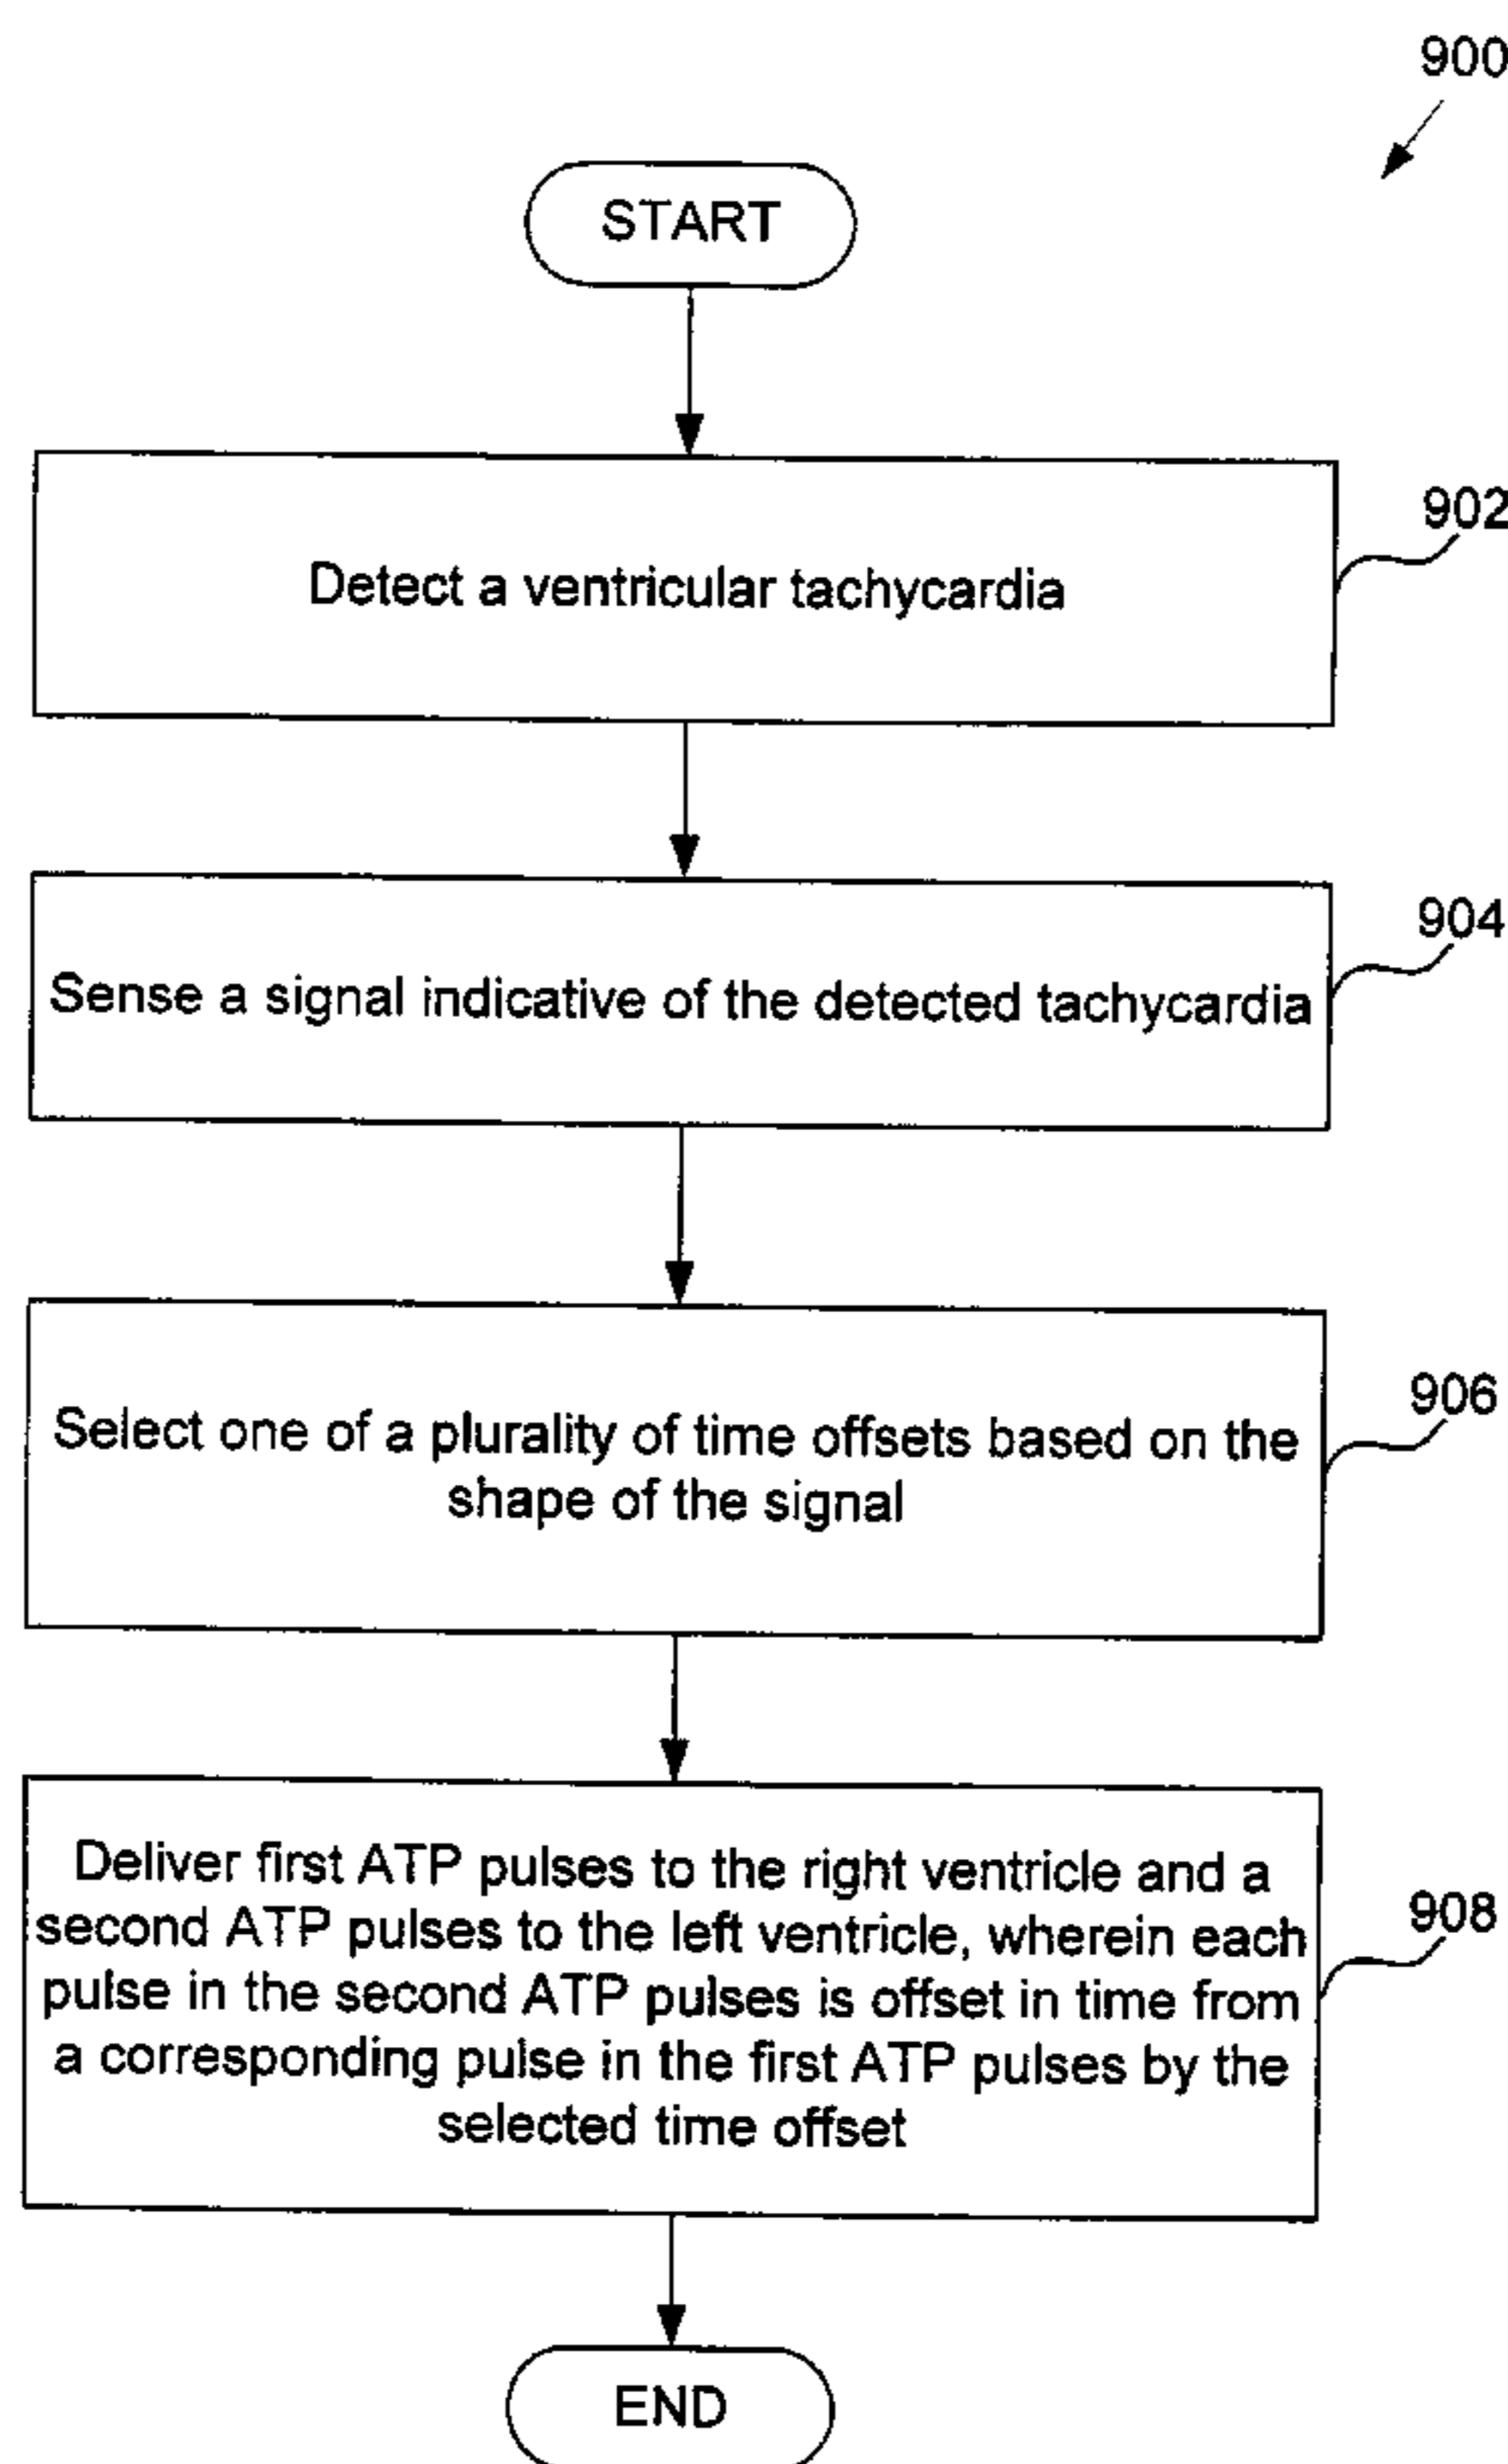 900
START
Detect a ventricular tachycardia
902
Sense a signal indicative of the detected tachycardia
904
Select one of a plurality of time offsets based on the
shape of the signal
906
Deliver first ATP pulses to the right ventricle and a
second ATP pulses to the left ventricle, wherein each
pulse in the second ATP pulses is offset in time from
a corresponding pulse in the first ATP pulses by the
selected time offset
908
END